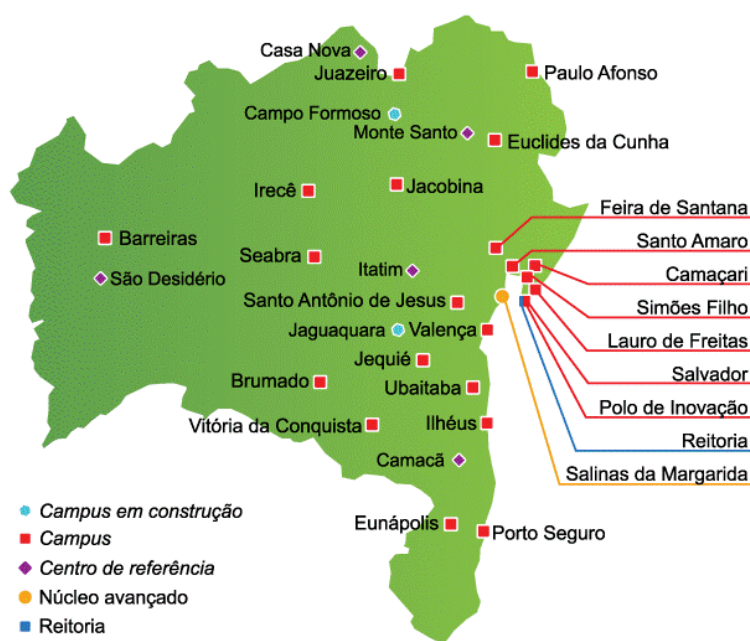 Casa Nova
Juazeiro
Paulo Afonso
Campo Formoso
Monte Santo
Euclides da Cunha
Irecê
Jacobina
Feira de Santana
Barreiras
Santo Amaro
Seabra
Itatim
Camaçari
São Desidério
Santo Antônio de Jesus
Simões Filho
Jaguaquara
Valença
Lauro de Freitas
Jequié
Salvador
Brumado
Ubaitaba
Polo de Inovação
Vitória da Conquista
Ilhéus
Reitoria
Camacã
Salinas da Margarida
Campus em construção
Eunápolis
Porto Seguro
Campus
Centro de referência
Núcleo avançado
Reitoria